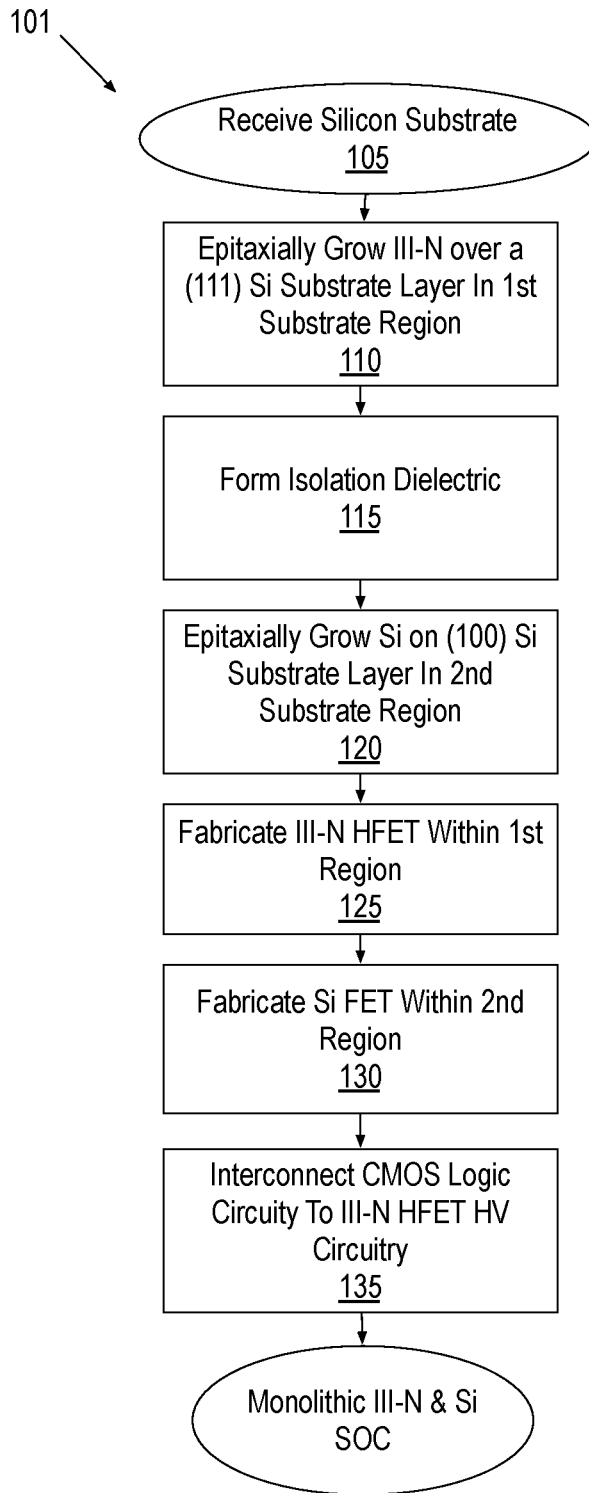 101
Receive Silicon Substrate
105
Epitaxially Grow III-N over a
(111) Si Substrate Layer In 1st
Substrate Region
110
Form Isolation Dielectric
115
Epitaxially Grow Si on (100) Si
Substrate Layer In 2nd
Substrate Region
120
Fabricate III-N HFET Within 1st
Region
125
Fabricate Si FET Within 2nd
Region
130
Interconnect CMOS Logic
Circuity To III-N HFET HV
Circuitry
135
Monolithic III-N & Si
SOC